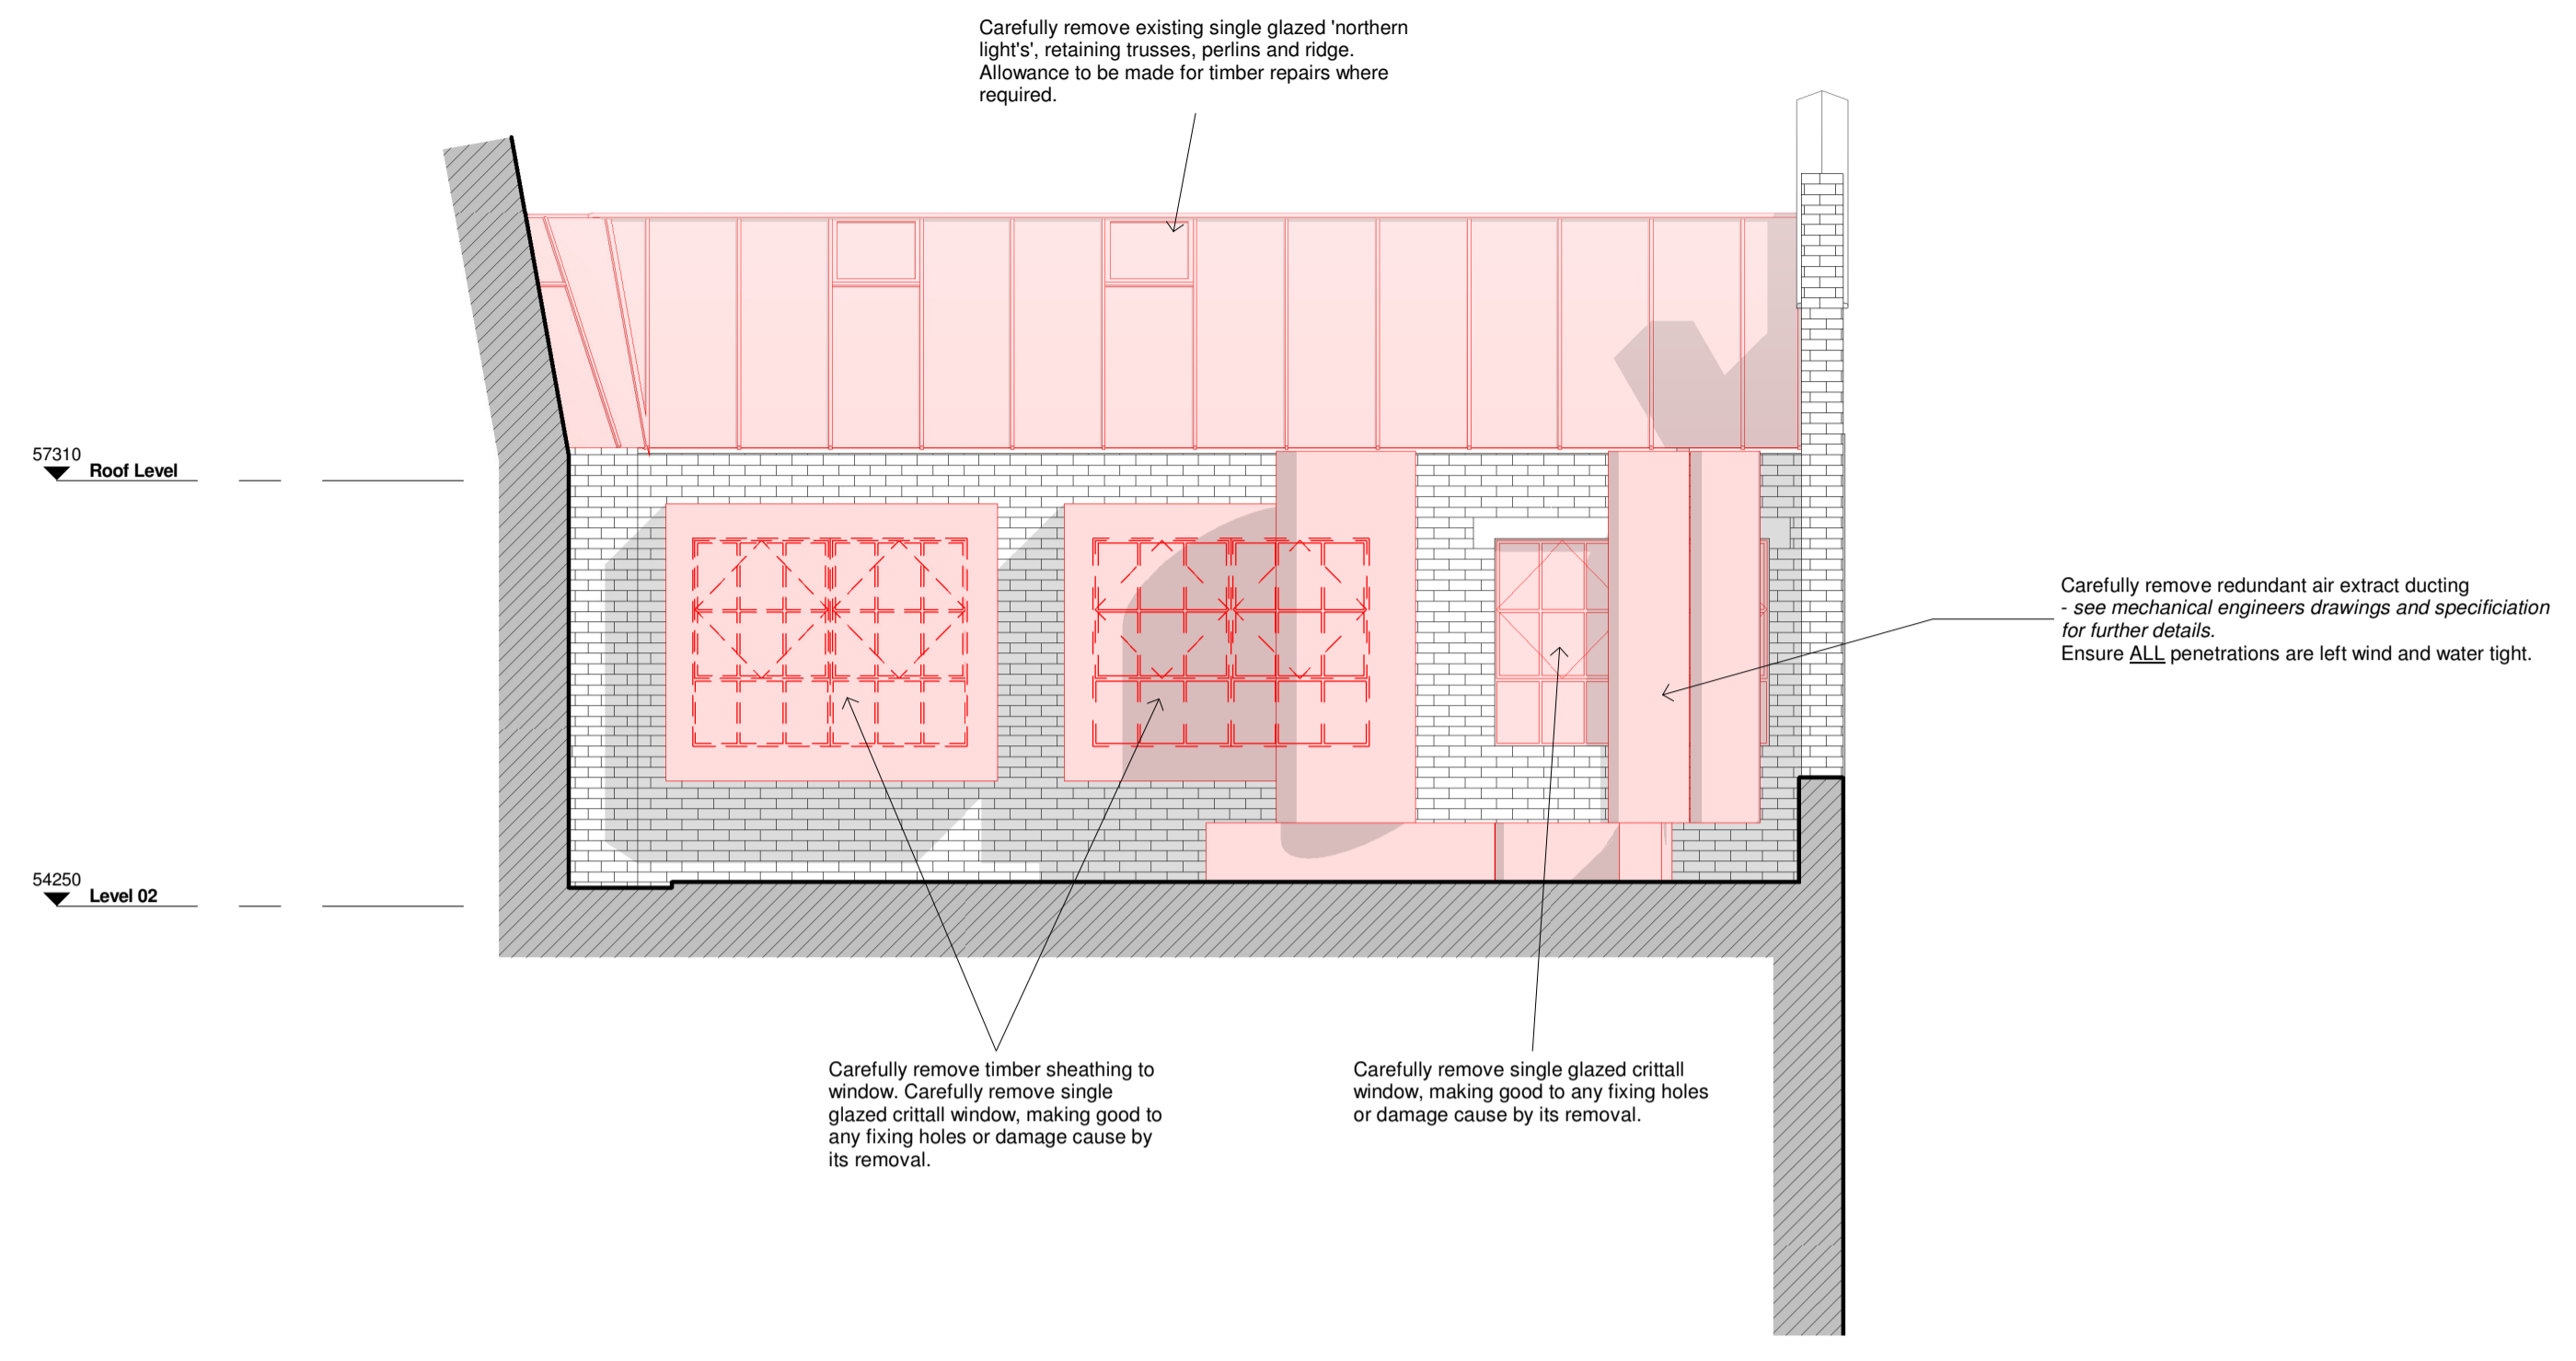 Carefully remove existing single glazed 'northern
light's', retaining trusses, perlins and ridge.
Allowance to be made for timber repairs where
required.
57310
Roof Level
Carefully remove redundant air extract ducting
- see mechanical engineers drawings and specificiation
for further details.
Ensure ALL penetrations are left wind and water tight.
54250
Level 02
Carefully remove timber sheathing to
window. Carefully remove single
glazed crittall window, making good to
any fixing holes or damage cause by
its removal.
Carefully remove single glazed crittall
window, making good to any fixing holes
or damage cause by its removal.